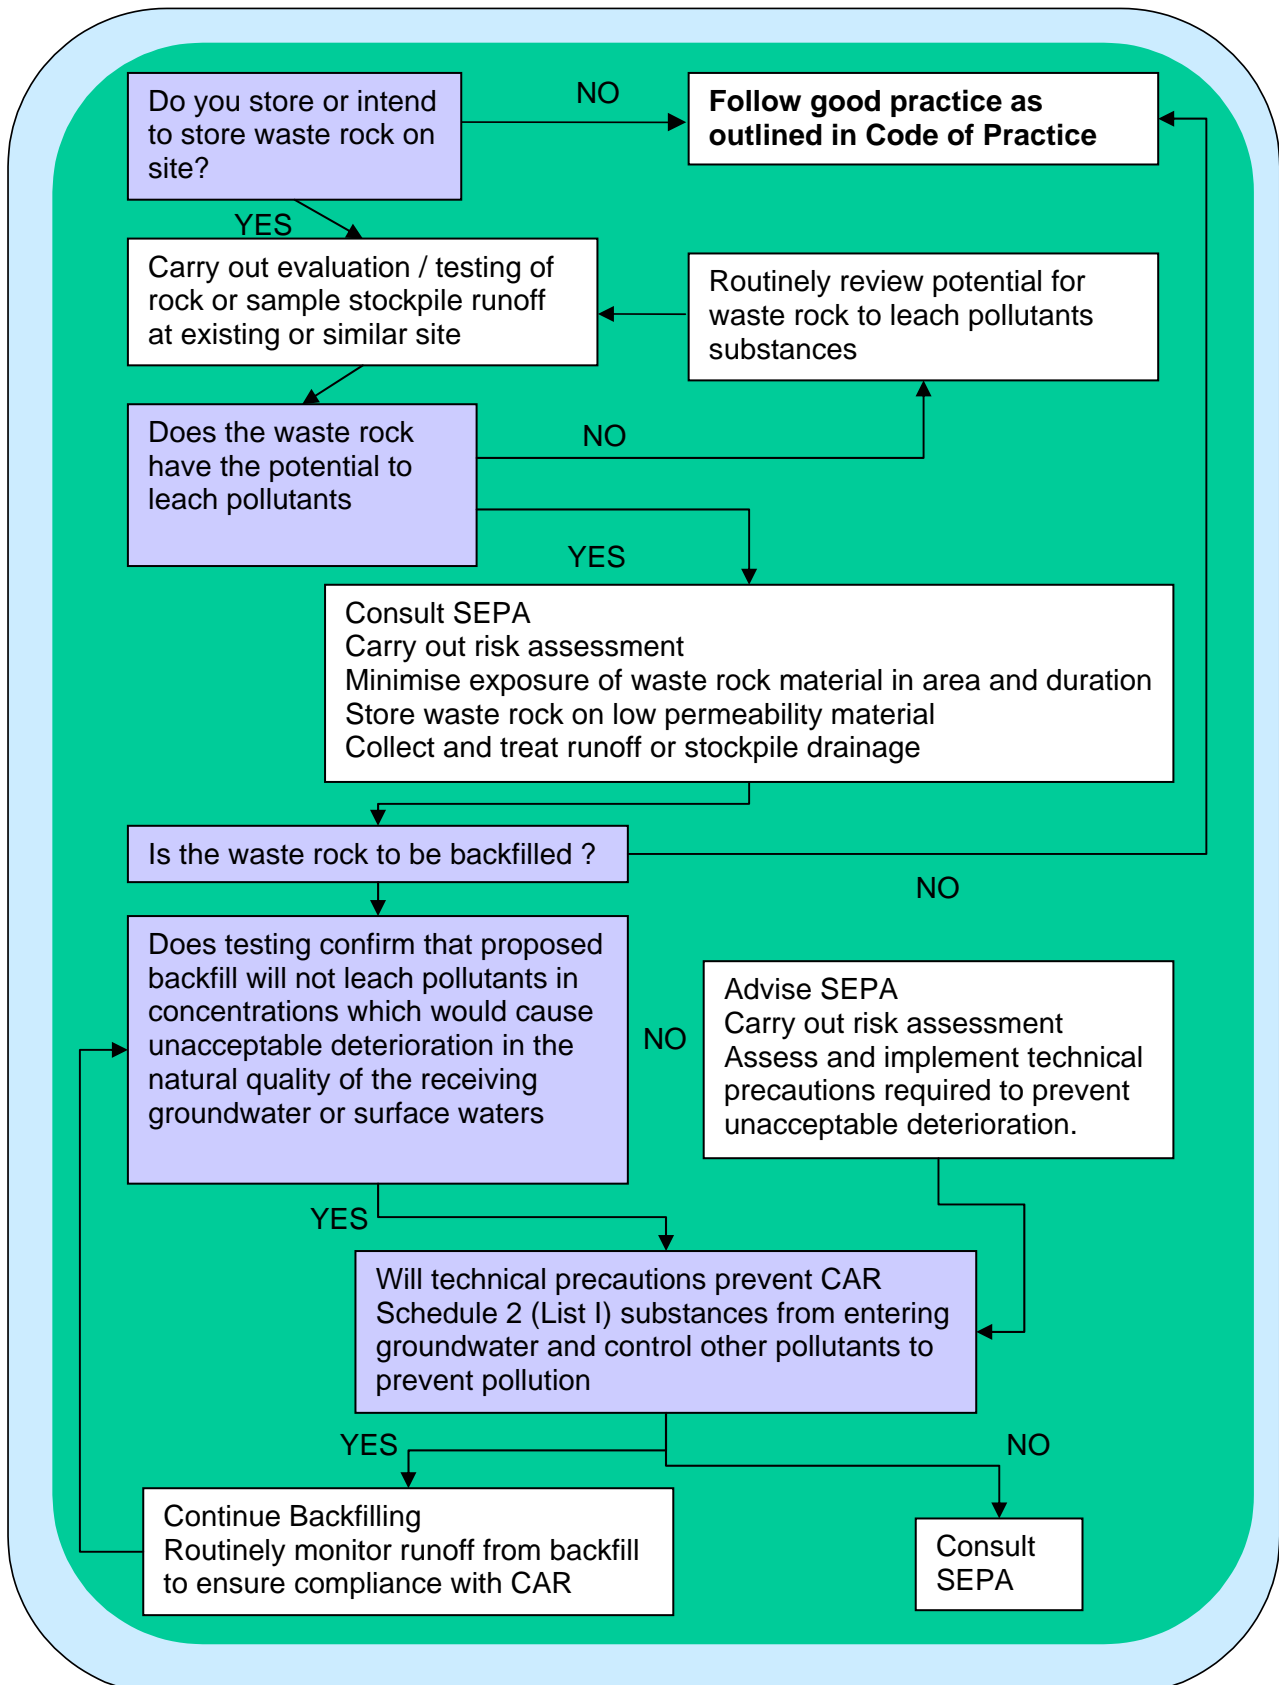 Do you store or intend
to store waste rock on
site?
NO
Follow good practice as
outlined in Code of Practice
YES
Carry out evaluation / testing of
rock or sample stockpile runoff
at existing or similar site
Routinely review potential for
waste rock to leach pollutants
substances
Does the waste rock
have the potential to
leach pollutants
NO
YES
Consult SEPA
Carry out risk assessment
Minimise exposure of waste rock material in area and duration
Store waste rock on low permeability material
Collect and treat runoff or stockpile drainage
Is the waste rock to be backfilled ?
NO
Does testing confirm that proposed
backfill will not leach pollutants in
concentrations which would cause
unacceptable deterioration in the
natural quality of the receiving
groundwater or surface waters
NO
Advise SEPA
Carry out risk assessment
Assess and implement technical
precautions required to prevent
unacceptable deterioration.
YES
Will technical precautions prevent CAR
Schedule 2 (List I) substances from entering
groundwater and control other pollutants to
prevent pollution
YES
NO
Continue Backfilling
Routinely monitor runoff from backfill
to ensure compliance with CAR
Consult
SEPA